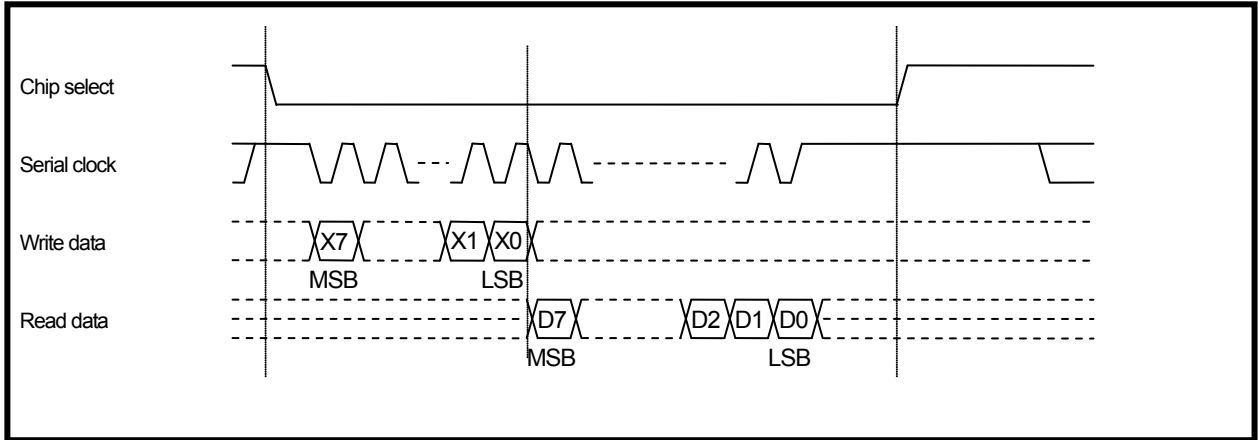 Chip select
Serial clock
Write data
X7
X1
X0
MSB
LSB
Read data
D7
D2
D1
D0
MSB
LSB